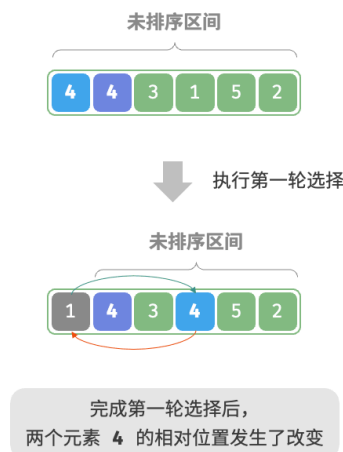 未排序区间
4 4 3 1 5 2
执行第一轮选择
未排序区间
1 4 3 4 5 2
完成第一轮选择后，
两个元素 4 的相对位置发生了改变